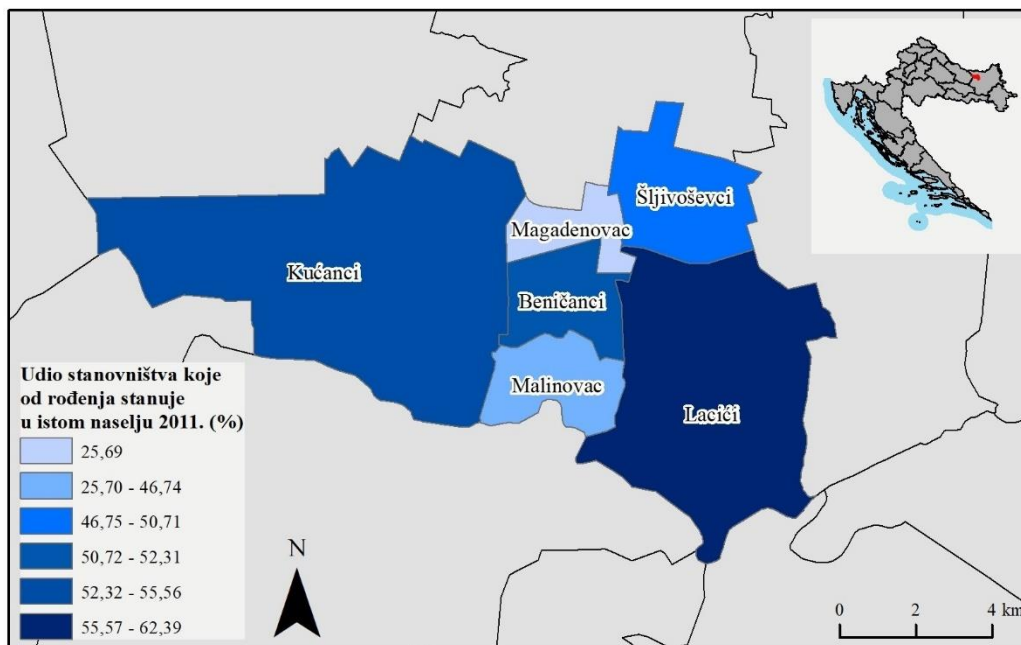 Šljivoševci
Magadenovac
Kućanci
Beničanci
Malinovac
Lacići
Udio stanovništva koje
od rođenja stanuje
u istom naselju 2011. (%)
25,69
25,70 - 46,74
46,75 - 50,71
50,72 - 52,31
52,32 - 55,56
55,57 - 62,39
N
0 2 4 km